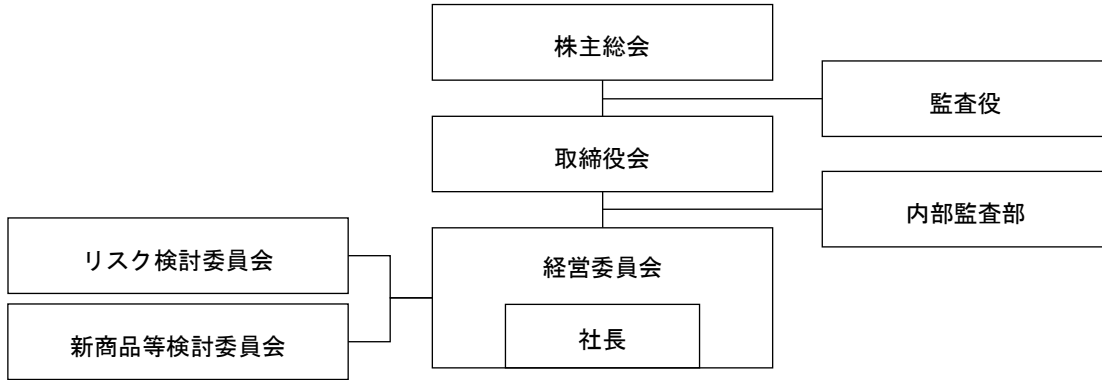 株主総会
監査役
取締役会
内部監査部
リスク検討委員会
経営委員会
新商品等検討委員会
社長